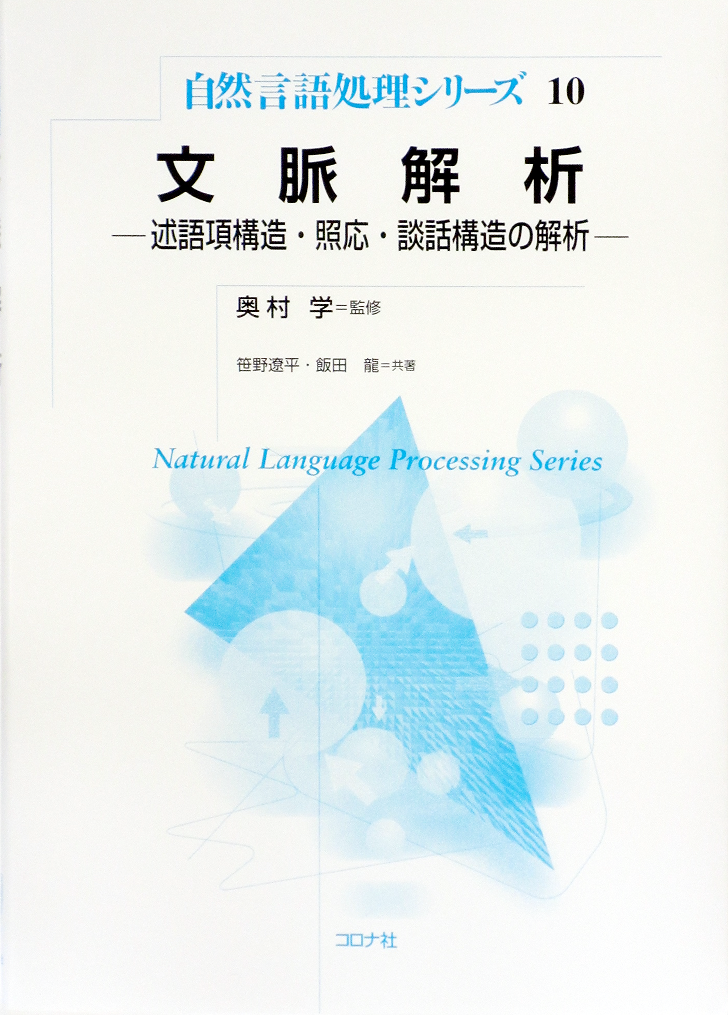 自然言語処理シリーズ 10
文脈解析
―述語項構造・照応・談話構造の解析―
奥村 学=監修
笹野遼平・飯田 龍=共著
Natural Language Processing Series
コロナ社